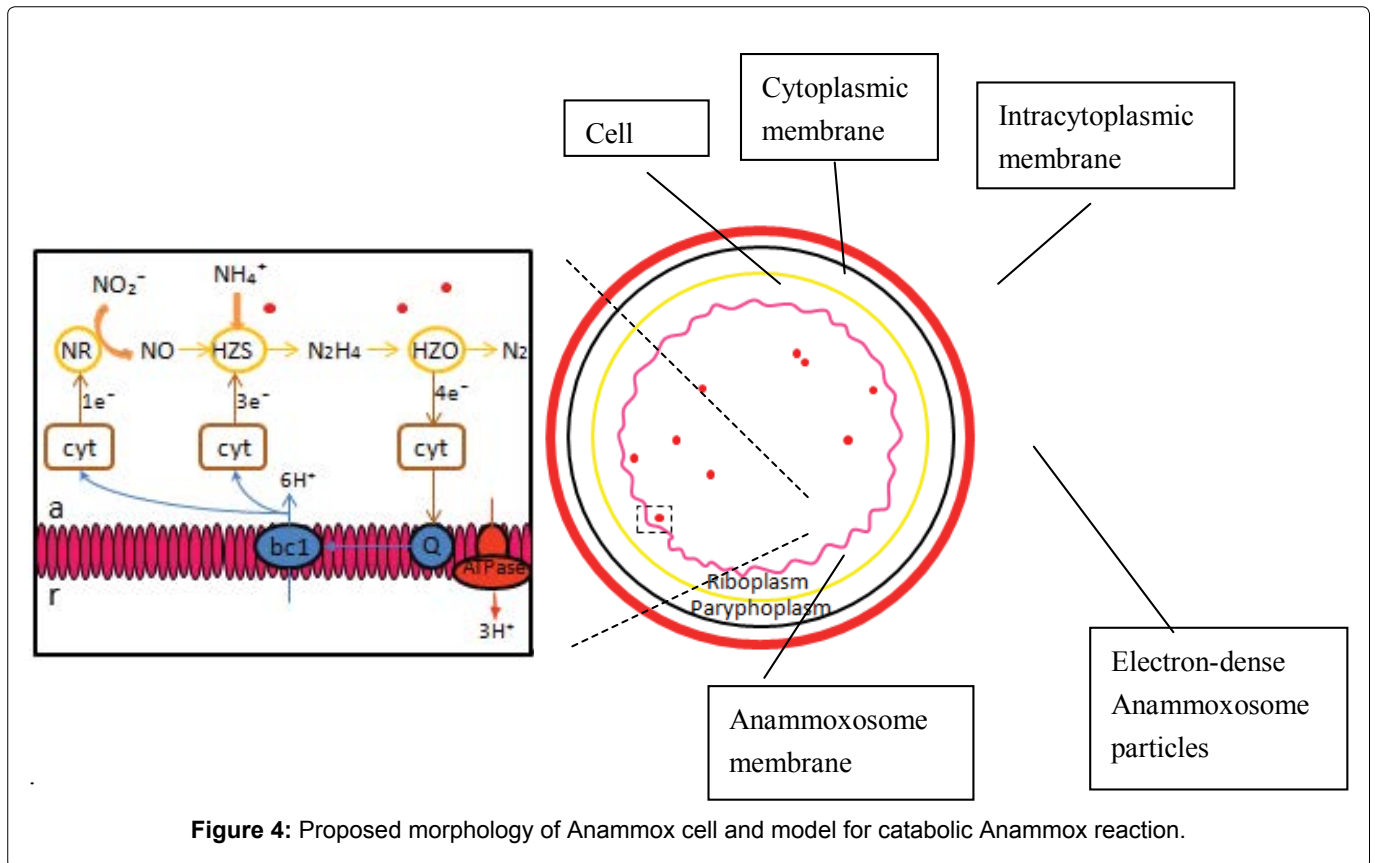 Cell
Cytoplasmic
membrane
Intracytoplasmic
membrane
NO₂⁻
NH₄⁺
NR
NO
HZS
N₂H₄
HZO
N₂
1e⁻
3e⁻
4e⁻
cyt
cyt
cyt
6H⁺
a
bc1
Q
ATPase
r
3H⁺
Riboplasm
Paryphoplasm
Anammoxosome
membrane
Electron-dense
Anammoxosome
particles
Figure 4: Proposed morphology of Anammox cell and model for catabolic Anammox reaction.